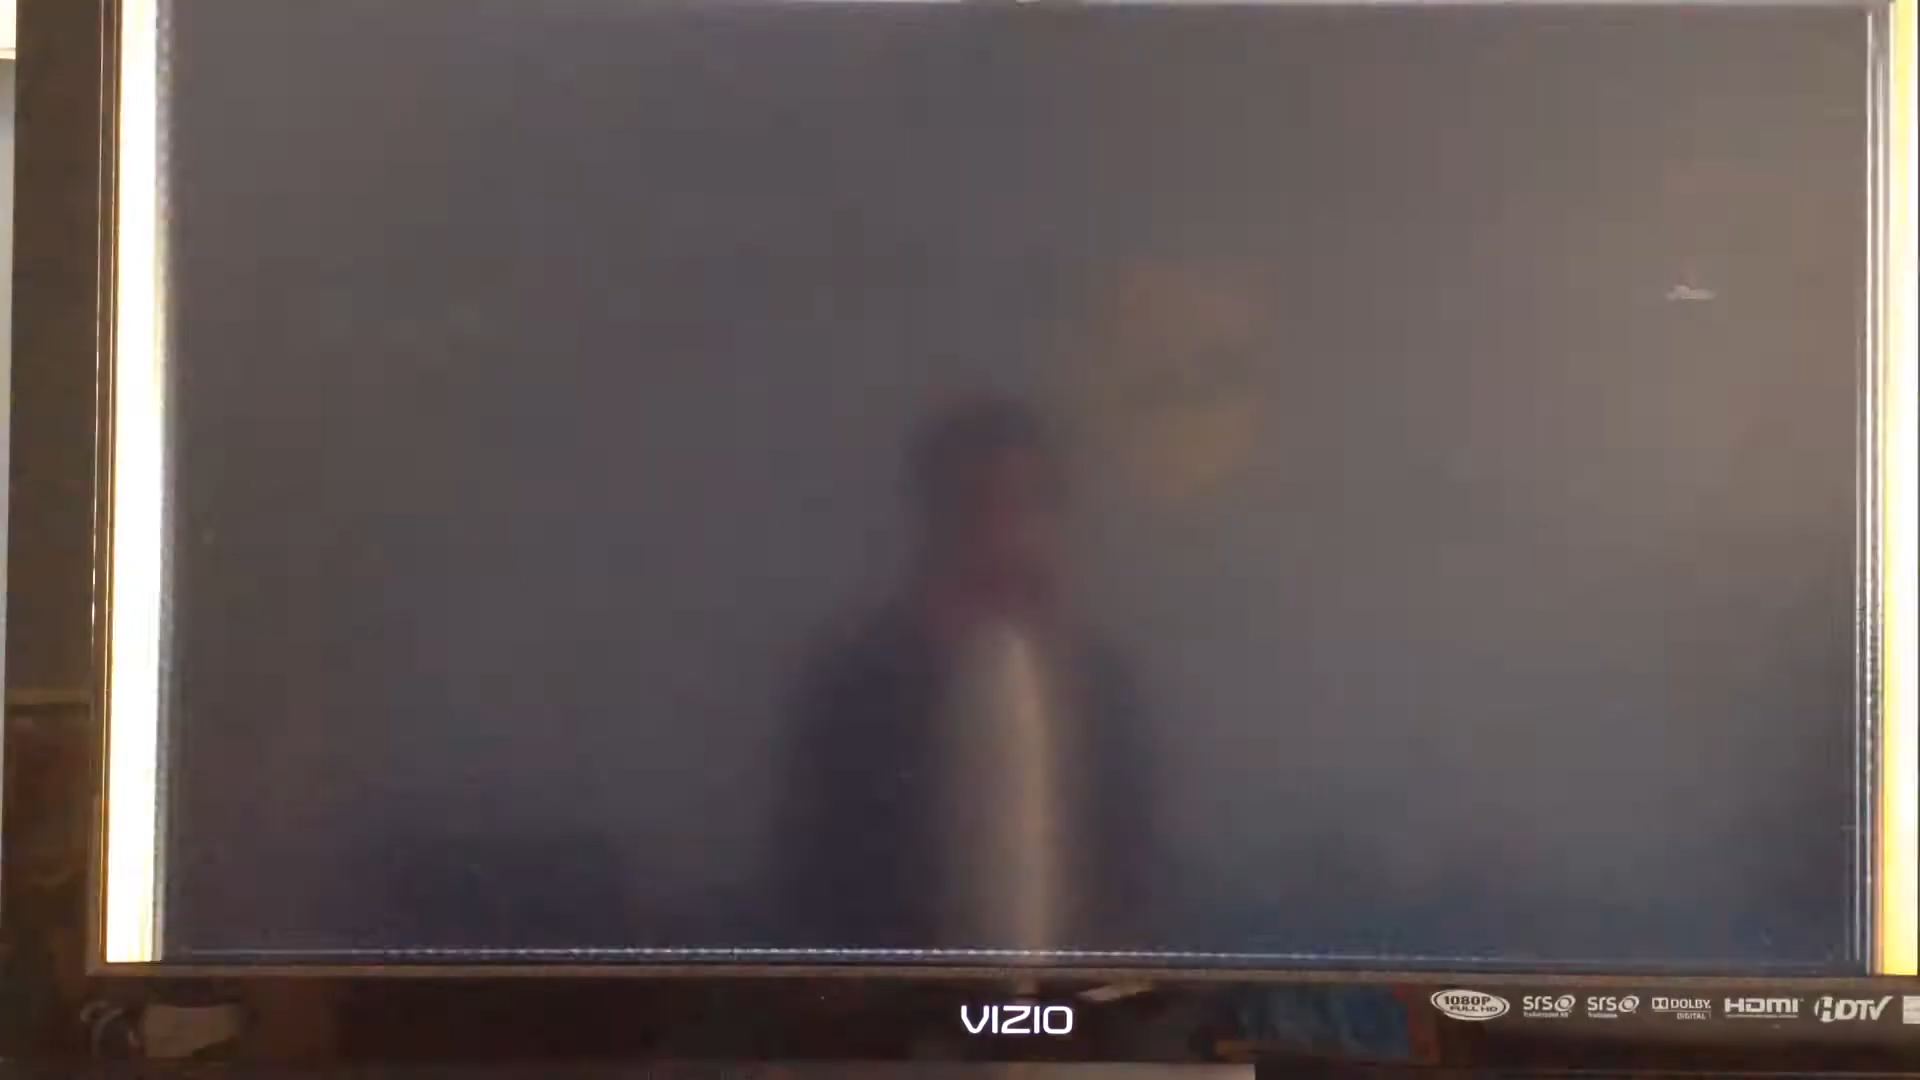 VIZIO
1080P
FULL HD
SRS
SRS
DOLBY
DIGITAL
HDMI
HDTV